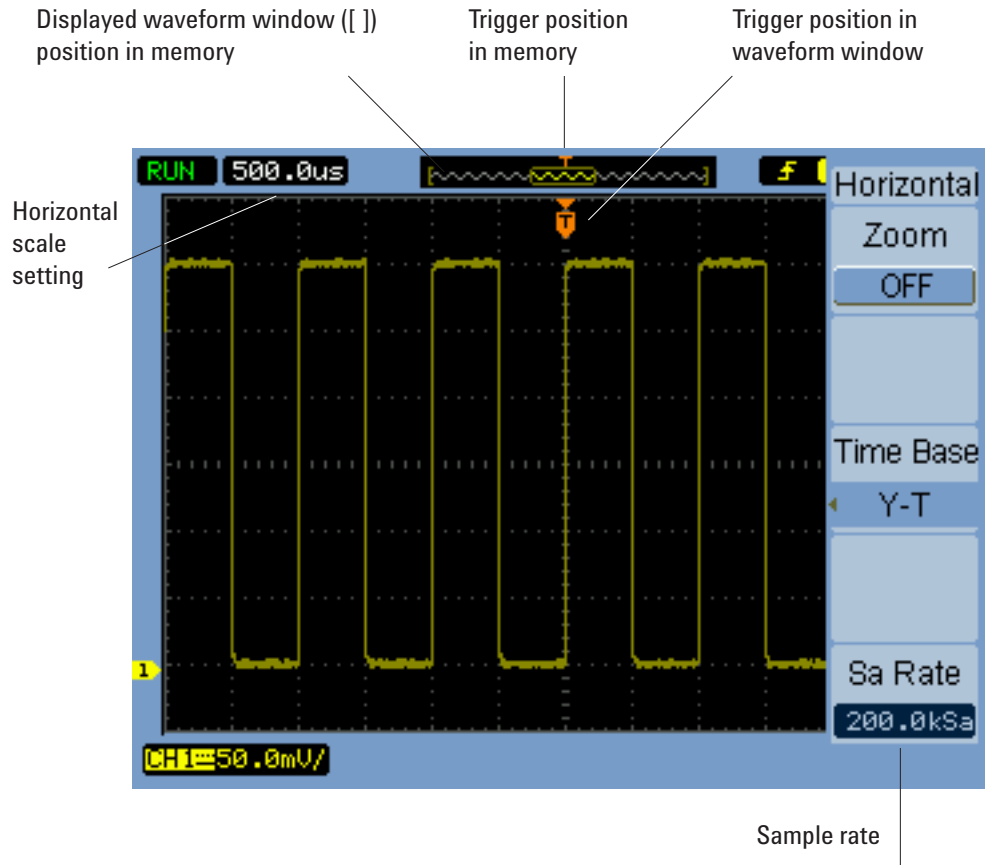 Displayed waveform window ([ ])
position in memory
Trigger position
in memory
Trigger position in
waveform window
RUN
500.0us
Horizontal
scale
setting
T
T
Horizontal
Zoom
OFF
Time Base
Y-T
1
Sa Rate
200.0kSa
CH1 50.0mV/
Sample rate